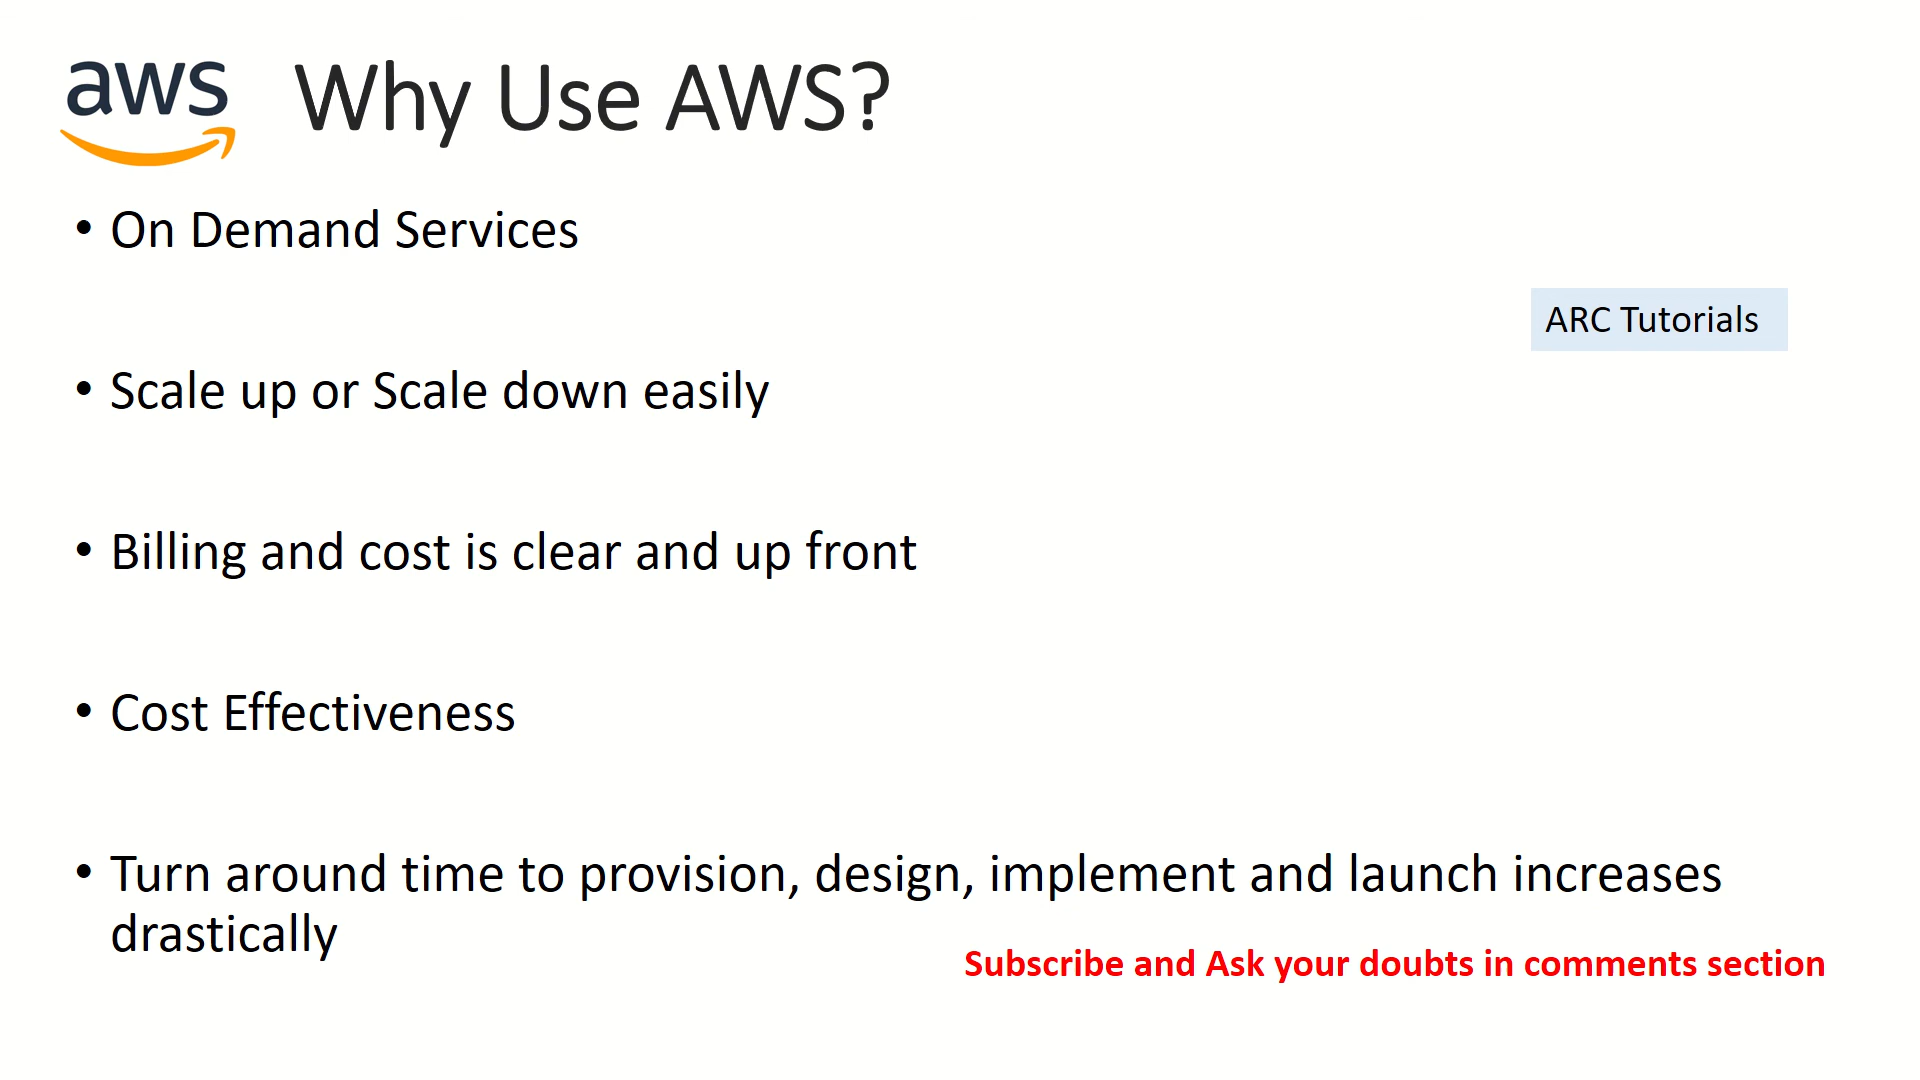 aws
Why Use AWS?
• On Demand Services
ARC Tutorials
• Scale up or Scale down easily
• Billing and cost is clear and up front
• Cost Effectiveness
• Turn around time to provision, design, implement and launch increases
drastically
Subscribe and Ask your doubts in comments section